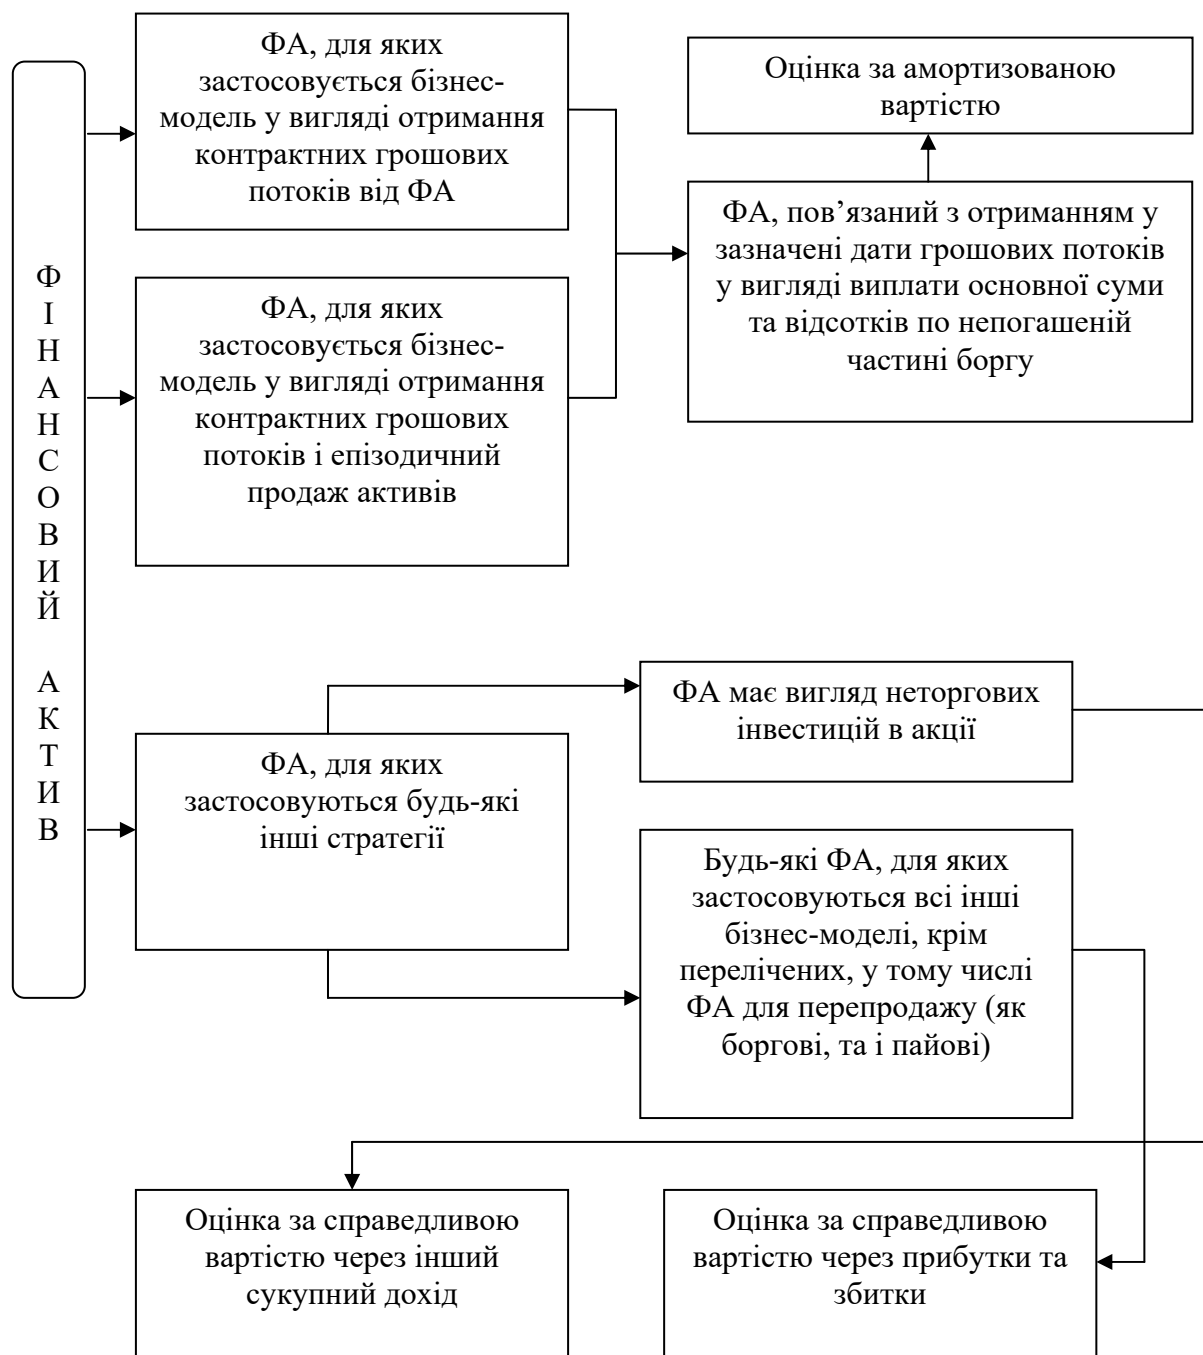 ФІНАНСОВИЙ АКТИВ
ФА, для яких
застосовується бізнес-
модель у вигляді отримання
контрактних грошових
потоків від ФА
Оцінка за амортизованою
вартістю
ФА, пов’язаний з отриманням у
зазначені дати грошових потоків
у вигляді виплати основної суми
та відсотків по непогашеній
частині боргу
ФА, для яких
застосовується бізнес-
модель у вигляді отримання
контрактних грошових
потоків і епізодичний
продаж активів
ФА має вигляд неторгових
інвестицій в акції
ФА, для яких
застосовуються будь-які
інші стратегії
Будь-які ФА, для яких
застосовуються всі інші
бізнес-моделі, крім
перелічених, у тому числі
ФА для перепродажу (як
боргові, та і пайові)
Оцінка за справедливою
вартістю через інший
сукупний дохід
Оцінка за справедливою
вартістю через прибутки та
збитки